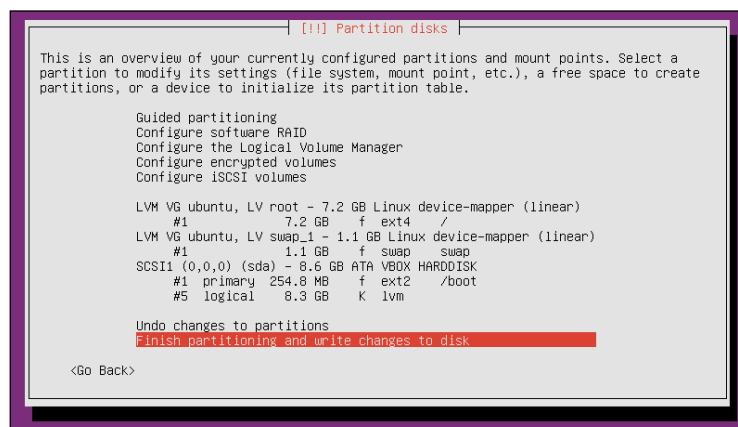 [!!] Partition disks
This is an overview of your currently configured partitions and mount points. Select a
partition to modify its settings (file system, mount point, etc.), a free space to create
partitions, or a device to initialize its partition table.
Guided partitioning
Configure software RAID
Configure the Logical Volume Manager
Configure encrypted volumes
Configure iSCSI volumes
LVM VG ubuntu, LV root - 7.2 GB Linux device-mapper (linear)
#1 7.2 GB f ext4 /
LVM VG ubuntu, LV swap_1 - 1.1 GB Linux device-mapper (linear)
#1 1.1 GB f swap swap
SCSI1 (0,0,0) (sda) - 8.6 GB ATA VBOX HARDDISK
#1 primary 254.8 MB f ext2 /boot
#5 logical 8.3 GB K lvm
Undo changes to partitions
Finish partitioning and write changes to disk
<Go Back>